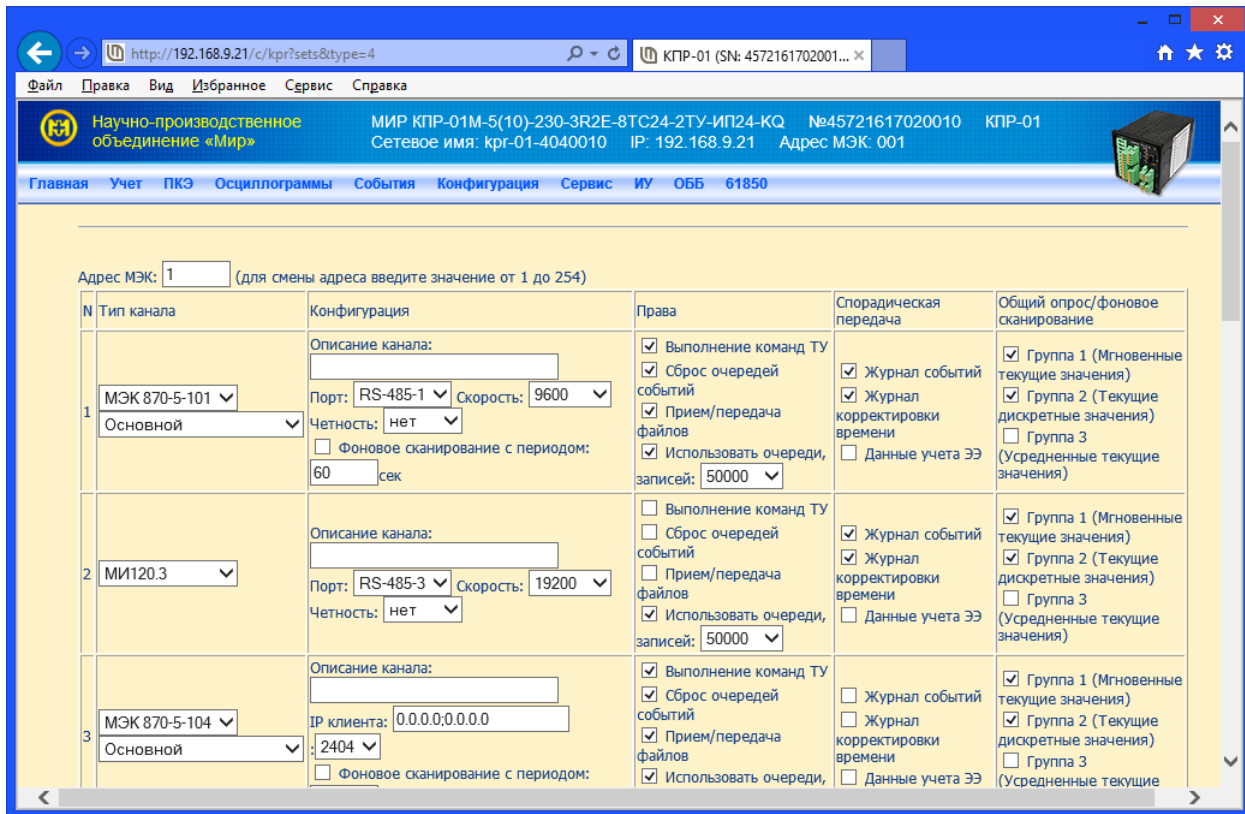 http://192.168.9.21/c/kpr?sets&type=4
КПР-01 (SN: 4572161702001...
Файл Правка Вид Избранное Сервис Справка
Научно-производственное
объединение «Мир»
МИР КПР-01М-5(10)-230-3R2E-8ТС24-2ТУ-ИП24-KQ №45721617020010 КПР-01
Сетевое имя: kpr-01-4040010 IP: 192.168.9.21 Адрес МЭК: 001
Главная Учет ПКЭ Осциллограммы События Конфигурация Сервис ИУ ОББ 61850
Адрес МЭК: 1 (для смены адреса введите значение от 1 до 254)
N Тип канала
Конфигурация
Права
Спорадическая
передача
Общий опрос/фоновое
сканирование
1
МЭК 870-5-101
Основной
Описание канала:
Порт: RS-485-1 Скорость: 9600
Четность: нет
Фоновое сканирование с периодом:
60 сек
Выполнение команд ТУ
Сброс очередей
событий
Прием/передача
файлов
Использовать очереди,
записей: 50000
Журнал событий
Журнал
корректировки
времени
Данные учета ЭЭ
Группа 1 (Мгновенные
текущие значения)
Группа 2 (Текущие
дискретные значения)
Группа 3
(Усредненные текущие
значения)
2
МИ120.3
Описание канала:
Порт: RS-485-3 Скорость: 19200
Четность: нет
Выполнение команд ТУ
Сброс очередей
событий
Прием/передача
файлов
Использовать очереди,
записей: 50000
Журнал событий
Журнал
корректировки
времени
Данные учета ЭЭ
Группа 1 (Мгновенные
текущие значения)
Группа 2 (Текущие
дискретные значения)
Группа 3
(Усредненные текущие
значения)
3
МЭК 870-5-104
Основной
Описание канала:
IP клиента: 0.0.0.0;0.0.0.0
: 2404
Фоновое сканирование с периодом:
Выполнение команд ТУ
Сброс очередей
событий
Прием/передача
файлов
Использовать очереди,
Журнал событий
Журнал
корректировки
времени
Данные учета ЭЭ
Группа 1 (Мгновенные
текущие значения)
Группа 2 (Текущие
дискретные значения)
Группа 3
(Усредненные текущие